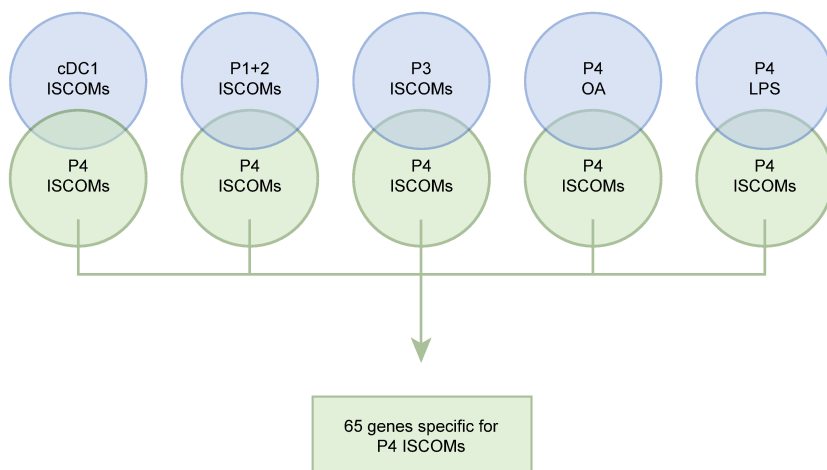 cDC1
ISCOMs
P1+2
ISCOMs
P3
ISCOMs
P4
OA
P4
LPS
P4
ISCOMs
P4
ISCOMs
P4
ISCOMs
P4
ISCOMs
P4
ISCOMs
65 genes specific for
P4 ISCOMs